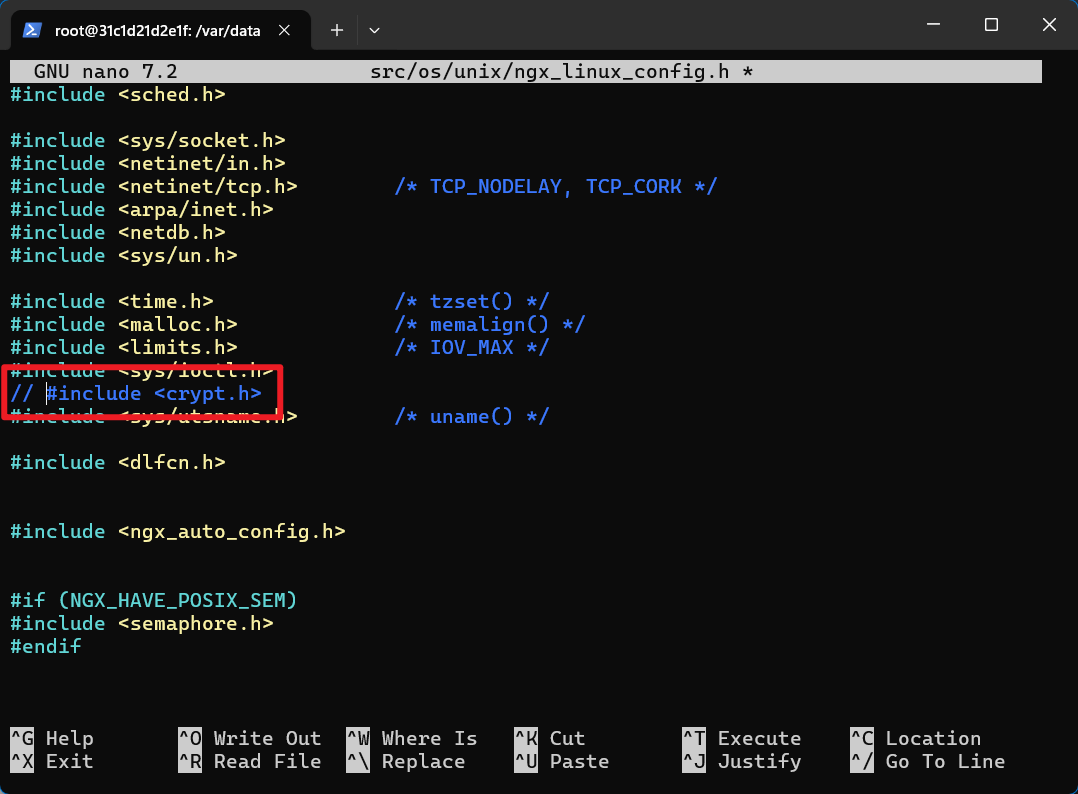 root@31c1d21d2e1f: /var/data
GNU nano 7.2 src/os/unix/ngx_linux_config.h *
#include <sched.h>
#include <sys/socket.h>
#include <netinet/in.h>
#include <netinet/tcp.h> /* TCP_NODELAY, TCP_CORK */
#include <arpa/inet.h>
#include <netdb.h>
#include <sys/un.h>
#include <time.h> /* tzset() */
#include <malloc.h> /* memalign() */
#include <limits.h> /* IOV_MAX */
#include <sys/ioctl.h>
// #include <crypt.h>
#include <sys/utsname.h> /* uname() */
#include <dlfcn.h>
#include <ngx_auto_config.h>
#if (NGX_HAVE_POSIX_SEM)
#include <semaphore.h>
#endif
^G Help ^O Write Out ^W Where Is ^K Cut ^T Execute ^C Location
^X Exit ^R Read File ^\ Replace ^U Paste ^J Justify ^/ Go To Line